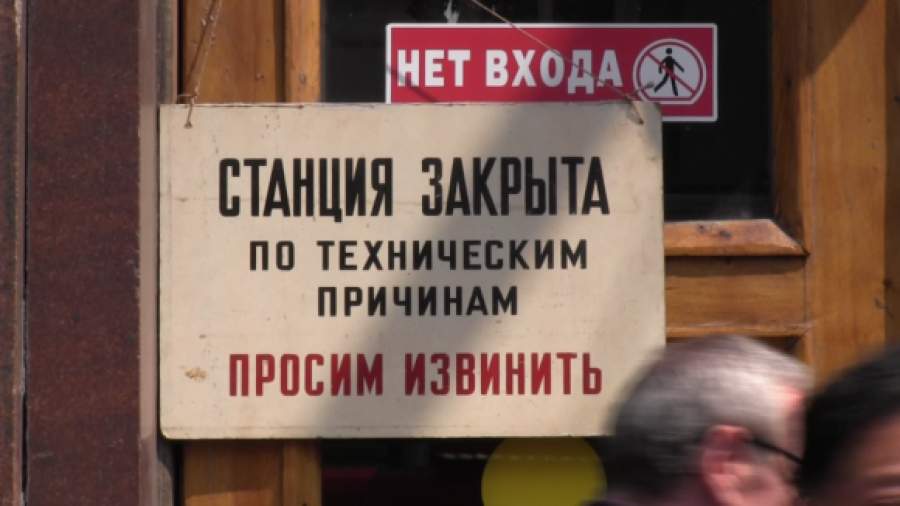 НЕТ ВХОДА
СТАНЦИЯ ЗАКРЫТА
ПО ТЕХНИЧЕСКИМ
ПРИЧИНАМ
ПРОСИМ ИЗВИНИТЬ